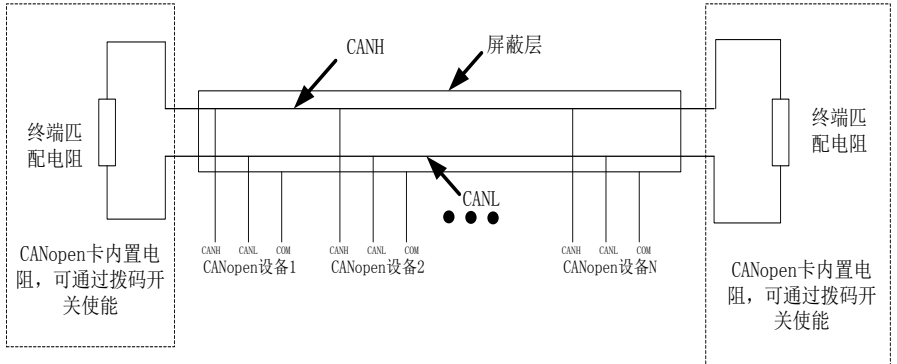 CANH
屏蔽层
终端匹
配电阻
终端匹
配电阻
CANL
CANH CANL COM
CANH CANL COM
CANH CANL COM
CANopen设备1
CANopen设备2
CANopen设备N
CANopen卡内置电
阻，可通过拨码开
关使能
CANopen卡内置电
阻，可通过拨码开
关使能